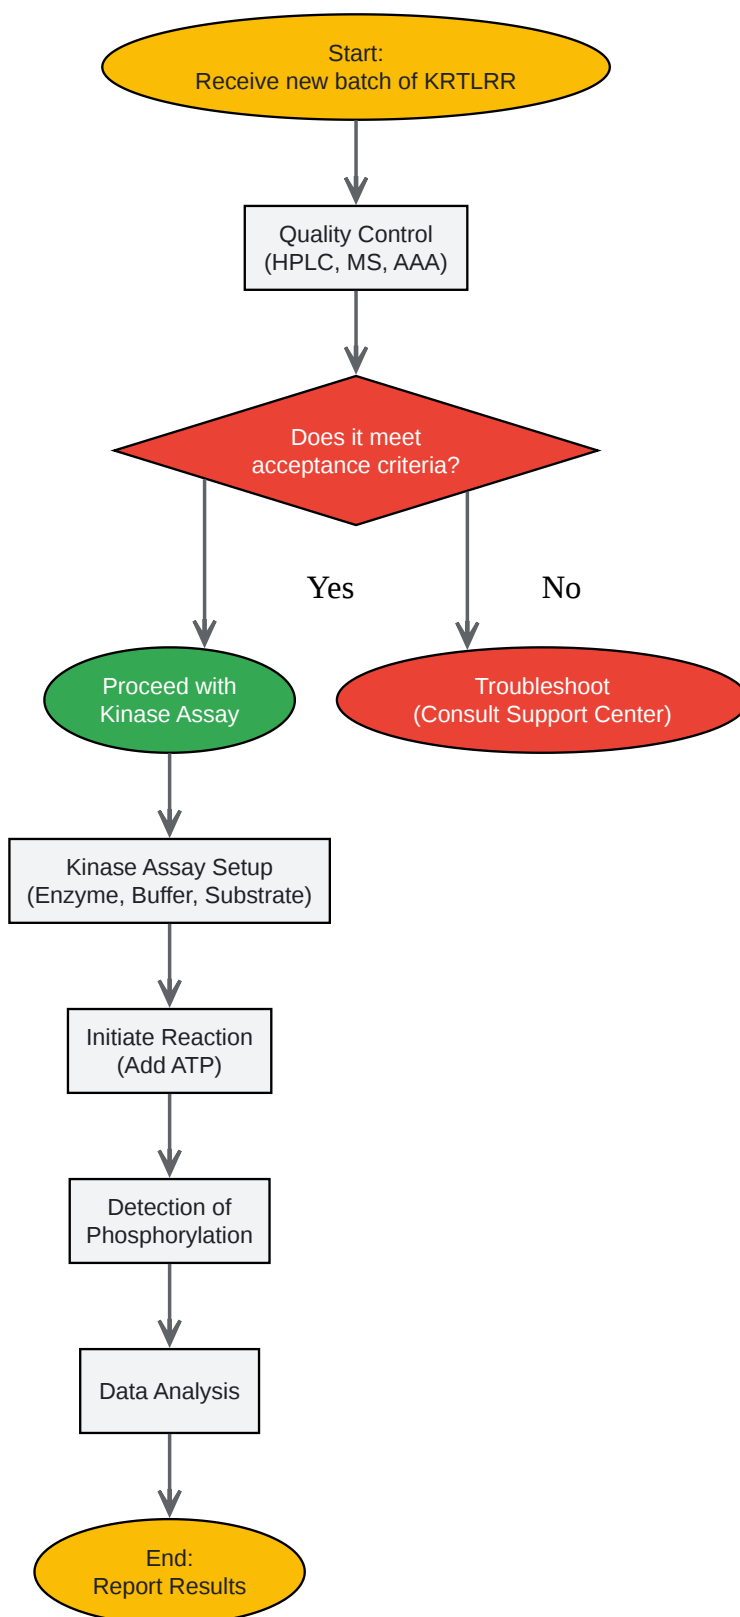 Start:
Receive new batch of KRTLRR
Quality Control
(HPLC, MS, AAA)
Does it meet
acceptance criteria?
Yes
No
Proceed with
Kinase Assay
Troubleshoot
(Consult Support Center)
Kinase Assay Setup
(Enzyme, Buffer, Substrate)
Initiate Reaction
(Add ATP)
Detection of
Phosphorylation
Data Analysis
End:
Report Results